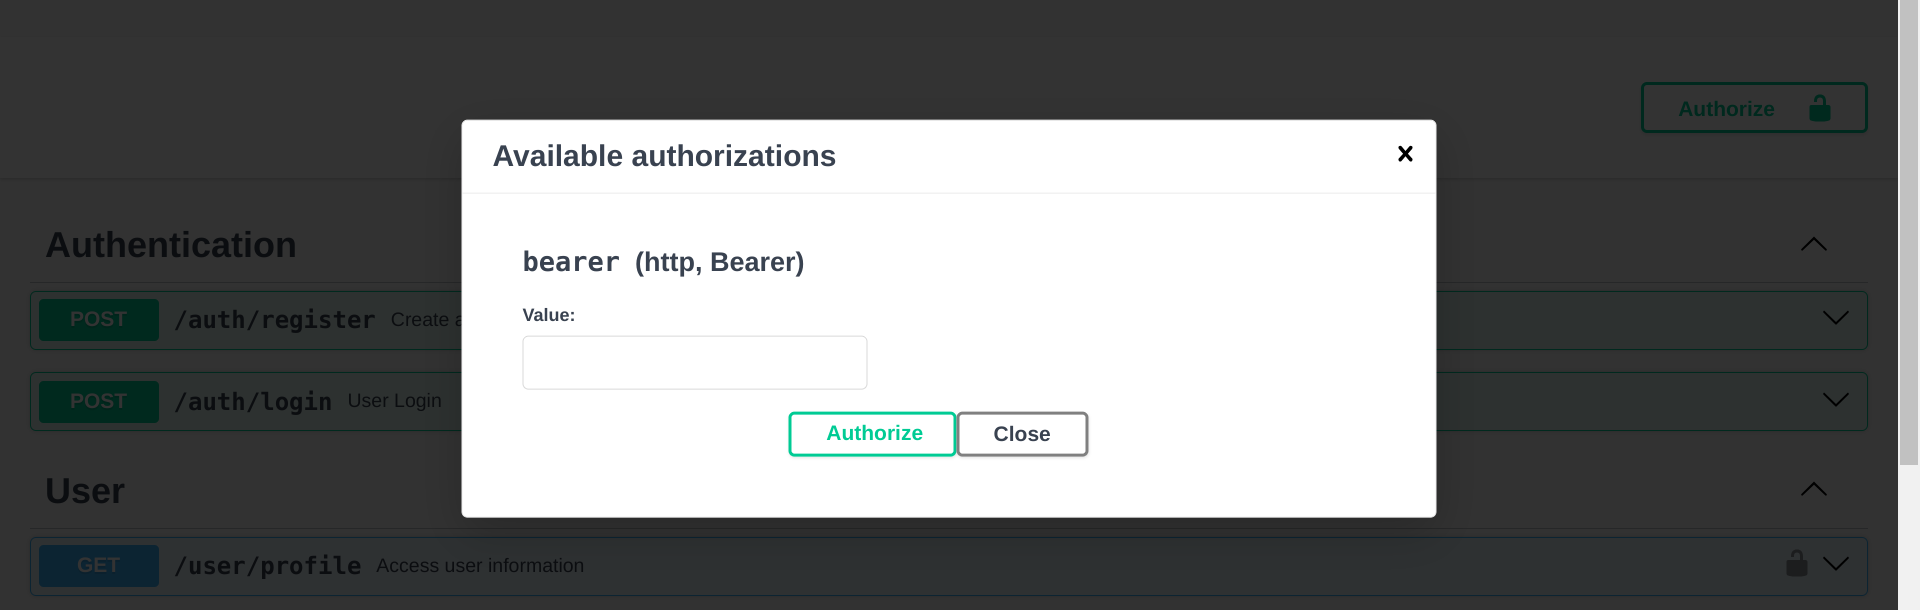 Authorize
Available authorizations
Authentication
bearer (http, Bearer)
POST /auth/register Create a
Value:
POST /auth/login User Login
Authorize Close
User
GET /user/profile Access user information